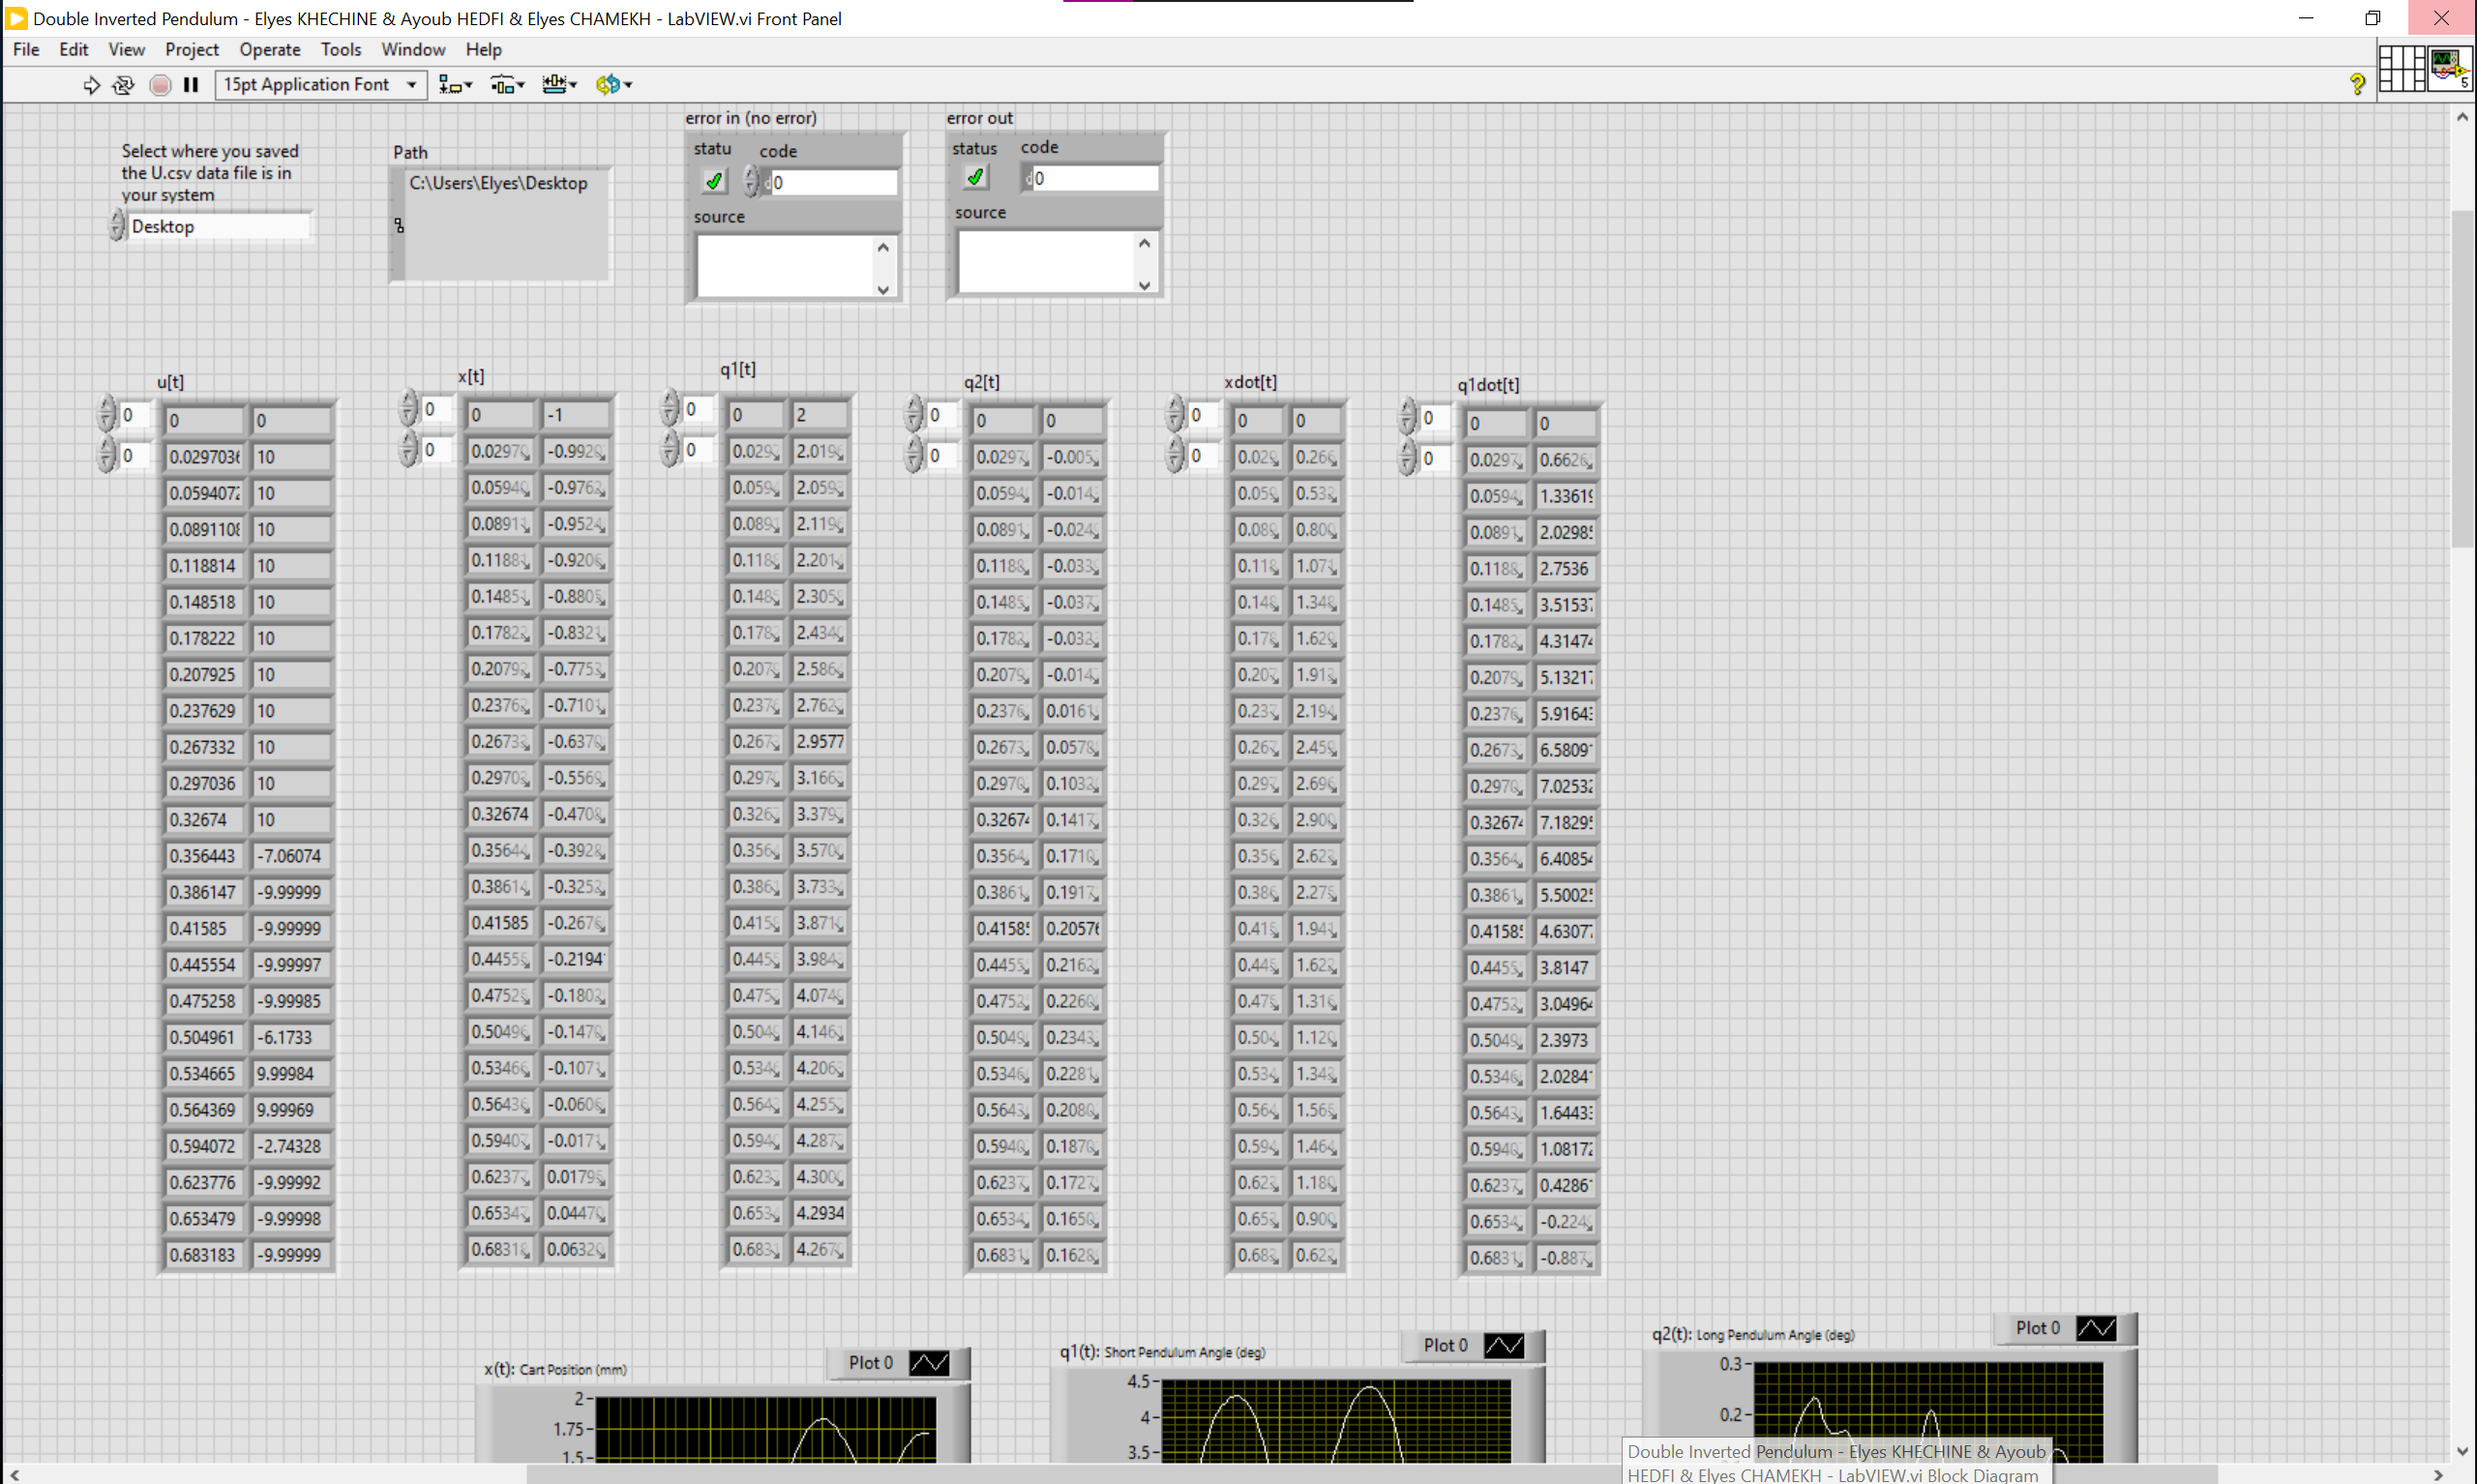 Double Inverted Pendulum - Elyes KHECHINE & Ayoub HEDFI & Elyes CHAMEKH - LabVIEW.vi Front Panel
File Edit View Project Operate Tools Window Help
15pt Application Font
5
Select where you saved
the U.csv data file is in
your system
Desktop
Path
C:\Users\Elyes\Desktop
error in (no error)
statu code
0
source
error out
status code
0
source
u[t] x[t] q1[t] q2[t] xdot[t] q1dot[t]
0 0 0 0 0 0
0 0 0 0 0 0
0 0 0 -1 0 2 0 0 0 0 0 0
0.029703 10 0.0297 -0.992 0.029 2.019 0.029 -0.005 0.02 0.26 0.029 0.662
0.059407 10 0.0594 -0.976 0.059 2.059 0.059 -0.014 0.05 0.53 0.0594 1.3361
0.089110 10 0.0891 -0.952 0.089 2.119 0.0891 -0.024 0.08 0.80 0.0891 2.0298
0.118814 10 0.1188 -0.920 0.118 2.201 0.118 -0.033 0.11 1.07 0.118 2.7536
0.148518 10 0.1485 -0.880 0.148 2.305 0.1485 -0.037 0.14 1.34 0.1485 3.5153
0.178222 10 0.1782 -0.832 0.178 2.434 0.178 -0.032 0.17 1.62 0.178 4.3147
0.207925 10 0.2079 -0.775 0.207 2.586 0.207 -0.014 0.20 1.91 0.207 5.1321
0.237629 10 0.2376 -0.710 0.237 2.762 0.2376 0.016 0.23 2.19 0.2376 5.9164
0.267332 10 0.2673 -0.637 0.267 2.9577 0.2673 0.057 0.26 2.45 0.2673 6.5809
0.297036 10 0.2970 -0.556 0.297 3.166 0.297 0.103 0.29 2.69 0.297 7.0253
0.32674 10 0.32674 -0.470 0.326 3.379 0.3267 0.141 0.32 2.90 0.3267 7.1829
0.356443 -7.06074 0.3564 -0.392 0.356 3.570 0.3564 0.171 0.35 2.62 0.3564 6.4085
0.386147 -9.99999 0.3861 -0.325 0.386 3.733 0.3861 0.191 0.38 2.27 0.3861 5.5002
0.41585 -9.99999 0.41585 -0.267 0.415 3.871 0.4158 0.2057 0.41 1.94 0.4158 4.6307
0.445554 -9.99997 0.4455 -0.2194 0.445 3.984 0.4455 0.216 0.44 1.62 0.4455 3.8147
0.475258 -9.99985 0.4752 -0.180 0.475 4.074 0.475 0.226 0.47 1.31 0.475 3.0496
0.504961 -6.1733 0.5049 -0.147 0.504 4.146 0.504 0.234 0.50 1.12 0.504 2.3973
0.534665 9.99984 0.5346 -0.107 0.534 4.206 0.534 0.228 0.53 1.34 0.534 2.0284
0.564369 9.99969 0.5643 -0.060 0.564 4.255 0.564 0.208 0.56 1.56 0.564 1.6443
0.594072 -2.74328 0.5940 -0.017 0.594 4.287 0.594 0.187 0.59 1.46 0.594 1.0817
0.623776 -9.99992 0.6237 0.0179 0.623 4.300 0.6237 0.172 0.62 1.18 0.6237 0.4286
0.653479 -9.99998 0.6534 0.0447 0.653 4.2934 0.6534 0.165 0.65 0.90 0.6534 -0.224
0.683183 -9.99999 0.6831 0.0632 0.683 4.267 0.6831 0.162 0.68 0.62 0.6831 -0.887
x(t): Cart Position (mm) Plot 0
2
1.75
1.5
q1(t): Short Pendulum Angle (deg) Plot 0
4.5
4
3.5
q2(t): Long Pendulum Angle (deg) Plot 0
0.3
0.2
Double Inverted Pendulum - Elyes KHECHINE & Ayoub
HEDFI & Elyes CHAMEKH - LabVIEW.vi Block Diagram